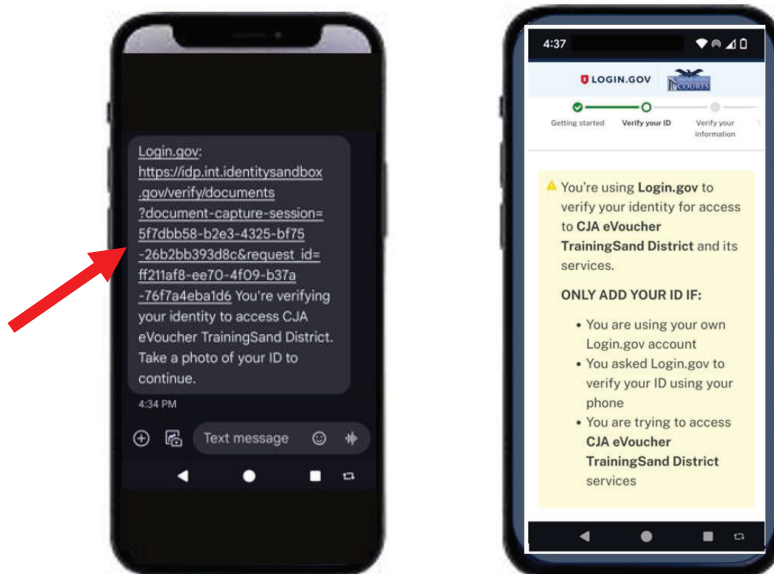 Login.gov:
https://idp.int.identitysandbox
.gov/verify/documents
?document-capture-session=
5f7dbb58-b2e3-4325-bf75
-26b2bb393d8c&request_id=
ff211af8-ee70-4f09-b37a
-76f7a4eba1d6 You're verifying
your identity to access CJA
eVoucher TrainingSand District.
Take a photo of your ID to
continue.
4:34 PM
Text message
4:37
LOGIN.GOV
COURTS
Getting started
Verify your ID
Verify your
information
You're using Login.gov to
verify your identity for access
to CJA eVoucher
TrainingSand District and its
services.
ONLY ADD YOUR ID IF:
• You are using your own
Login.gov account
• You asked Login.gov to
verify your ID using your
phone
• You are trying to access
CJA eVoucher
TrainingSand District
services